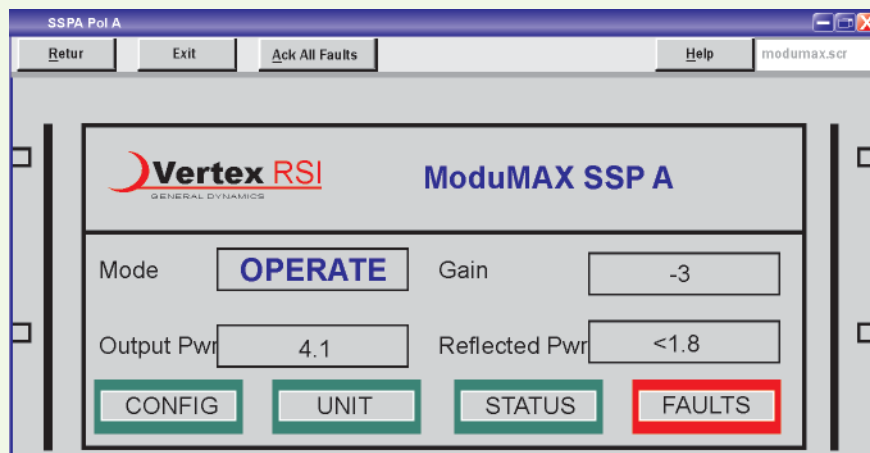 SSPA Pol A
Retur Exit Ack All Faults Help modumax.scr
Vertex RSI
GENERAL DYNAMICS
ModuMAX SSP A
Mode OPERATE Gain -3
Output Pwr 4.1 Reflected Pwr <1.8
CONFIG UNIT STATUS FAULTS